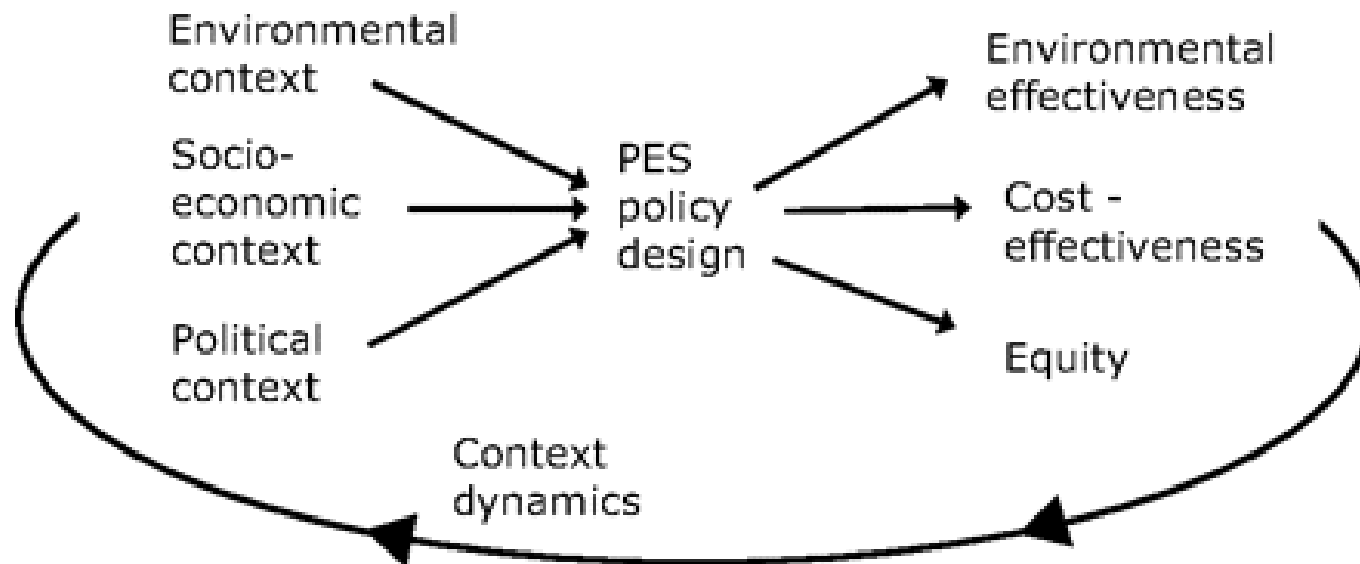 Environmental
context
Socio-
economic
context
Political
context
PES
policy
design
Environmental
effectiveness
Cost -
effectiveness
Equity
Context
dynamics